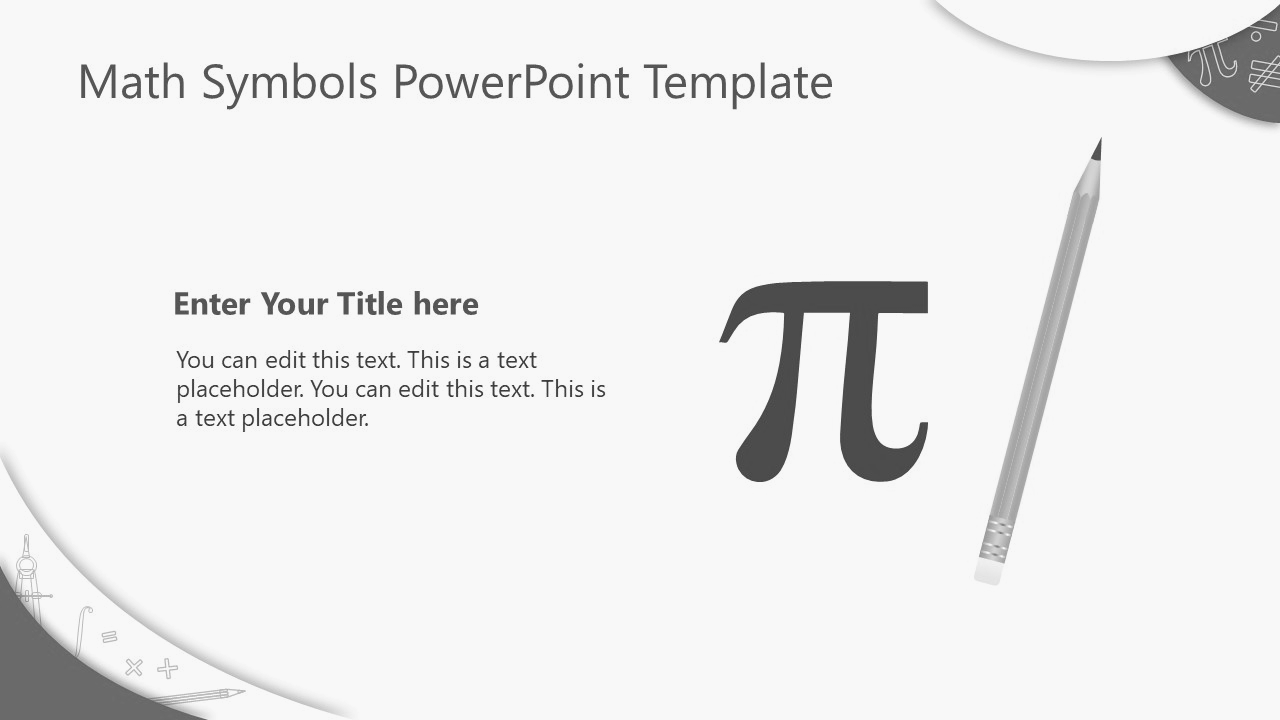 Math Symbols PowerPoint Template
Enter Your Title here
You can edit this text. This is a text
placeholder. You can edit this text. This is
a text placeholder.
π